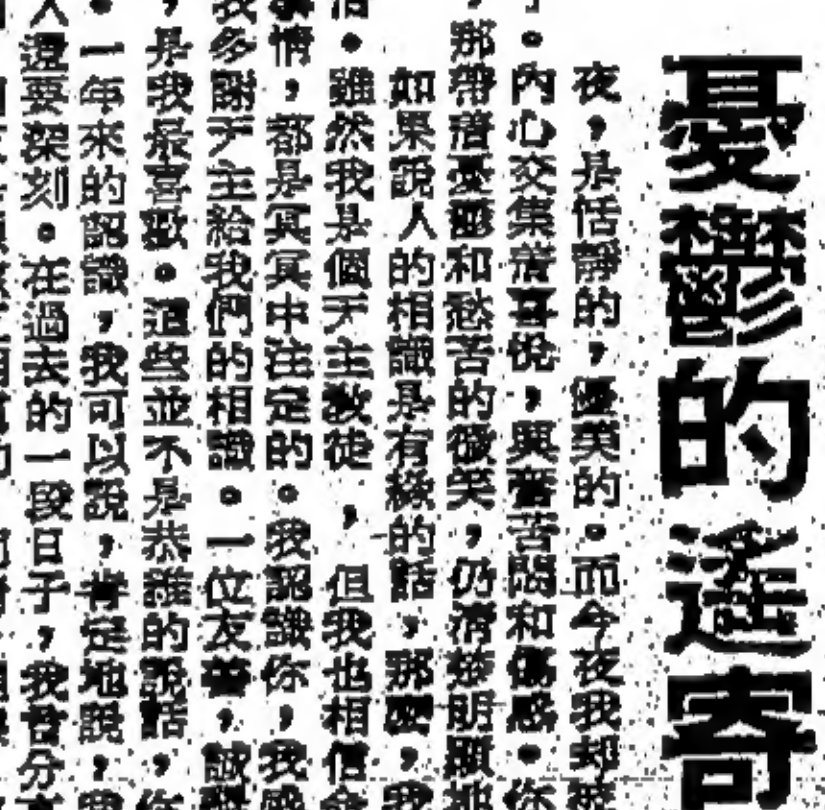 憂鬱的遙寄
夜,是恬靜的,優美的。而今夜我却
。內心交集着喜悅,興奮苦悶和傷感。你
,那帶着憂鬱和愁苦的微笑,仍清晰明顯地
如果說人的相識是有緣的話,那麼,我
。雖然我是個天主教徒,但我也相信
情,都是冥冥中注定的。我認識你,我
我多謝天主給我們的相識。一位友善,誠
,是我最喜歡。這些並不是恭維的說話,你
。一年來的認識,我可以說,肯定地說,
人還要深刻。在過去的一段日子,我曾分